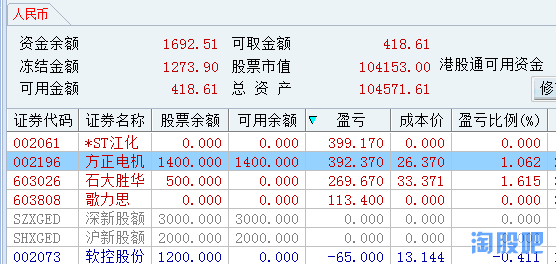 人民币
资金余额 1692.51 可取金额 418.61
冻结金额 1273.90 股票市值 104153.00 港股通可用资金
可用金额 418.61 总 资 产 104571.61 修
证券代码 证券名称 股票余额 可用余额 盈亏 成本价 盈亏比例(%)
002061 *ST江化 0.000 0.000 399.170 0.000 0.000
002196 方正电机 1400.000 1400.000 392.370 26.370 1.062
603026 石大胜华 500.000 0.000 269.670 33.371 1.615
603808 歌力思 0.000 0.000 113.400 0.000 0.000
SZXGED 深新股额 3000.000 3000.000 0.000 0.000 0.000
SHXGED 沪新股额 2000.000 2000.000 0.000 0.000 0.000
002073 软控股份 1200.000 0.000 -65.000 13.144 -0.411
淘股吧